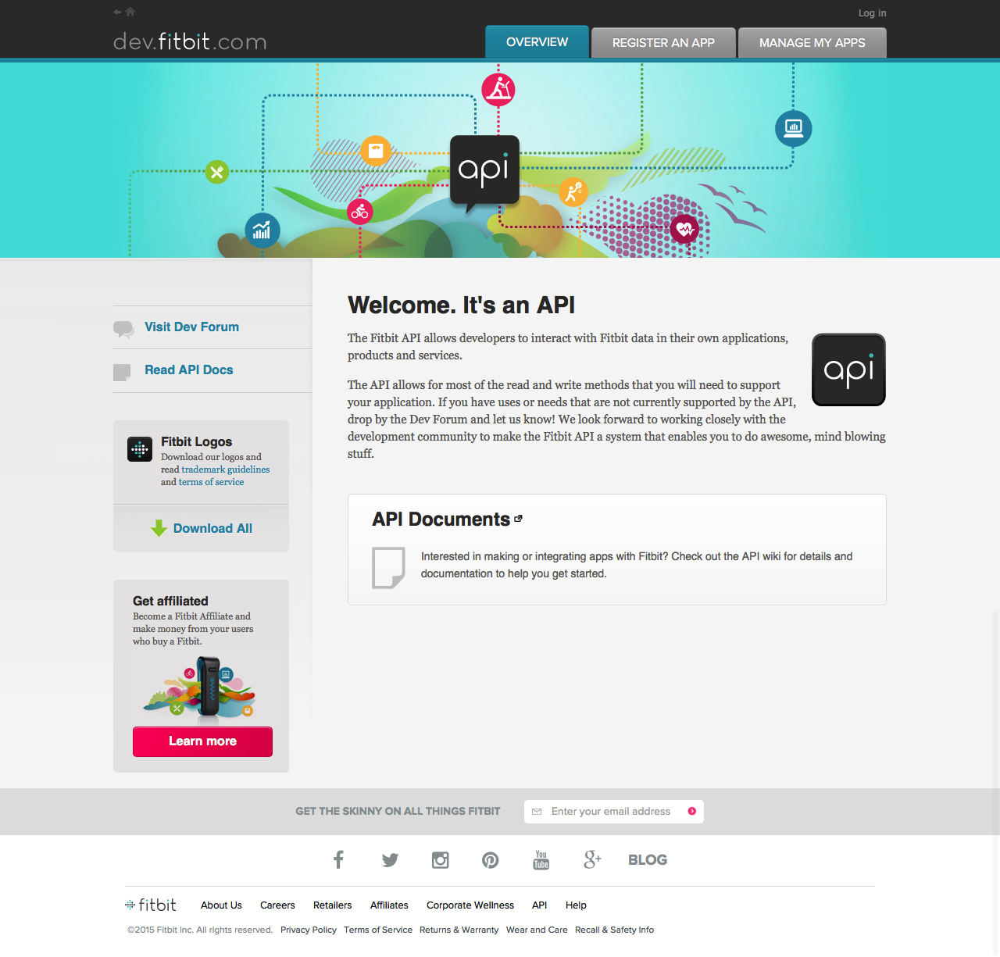 Log in
dev.fitbit.com
OVERVIEW
REGISTER AN APP
MANAGE MY APPS
api
Visit Dev Forum
Read API Docs
Fitbit Logos
Download our logos and
read trademark guidelines
and terms of service
Download All
Get affiliated
Become a Fitbit Affiliate and
make money from your users
who buy a Fitbit.
Learn more
Welcome. It's an API
The Fitbit API allows developers to interact with Fitbit data in their own applications,
products and services.
api
The API allows for most of the read and write methods that you will need to support
your application. If you have uses or needs that are not currently supported by the API,
drop by the Dev Forum and let us know! We look forward to working closely with the
development community to make the Fitbit API a system that enables you to do awesome, mind blowing
stuff.
API Documents
Interested in making or integrating apps with Fitbit? Check out the API wiki for details and
documentation to help you get started.
GET THE SKINNY ON ALL THINGS FITBIT
Enter your email address
You
Tube
g+
BLOG
fitbit
About Us
Careers
Retailers
Affiliates
Corporate Wellness
API
Help
©2015 Fitbit Inc. All rights reserved.
Privacy Policy
Terms of Service
Returns & Warranty
Wear and Care
Recall & Safety Info